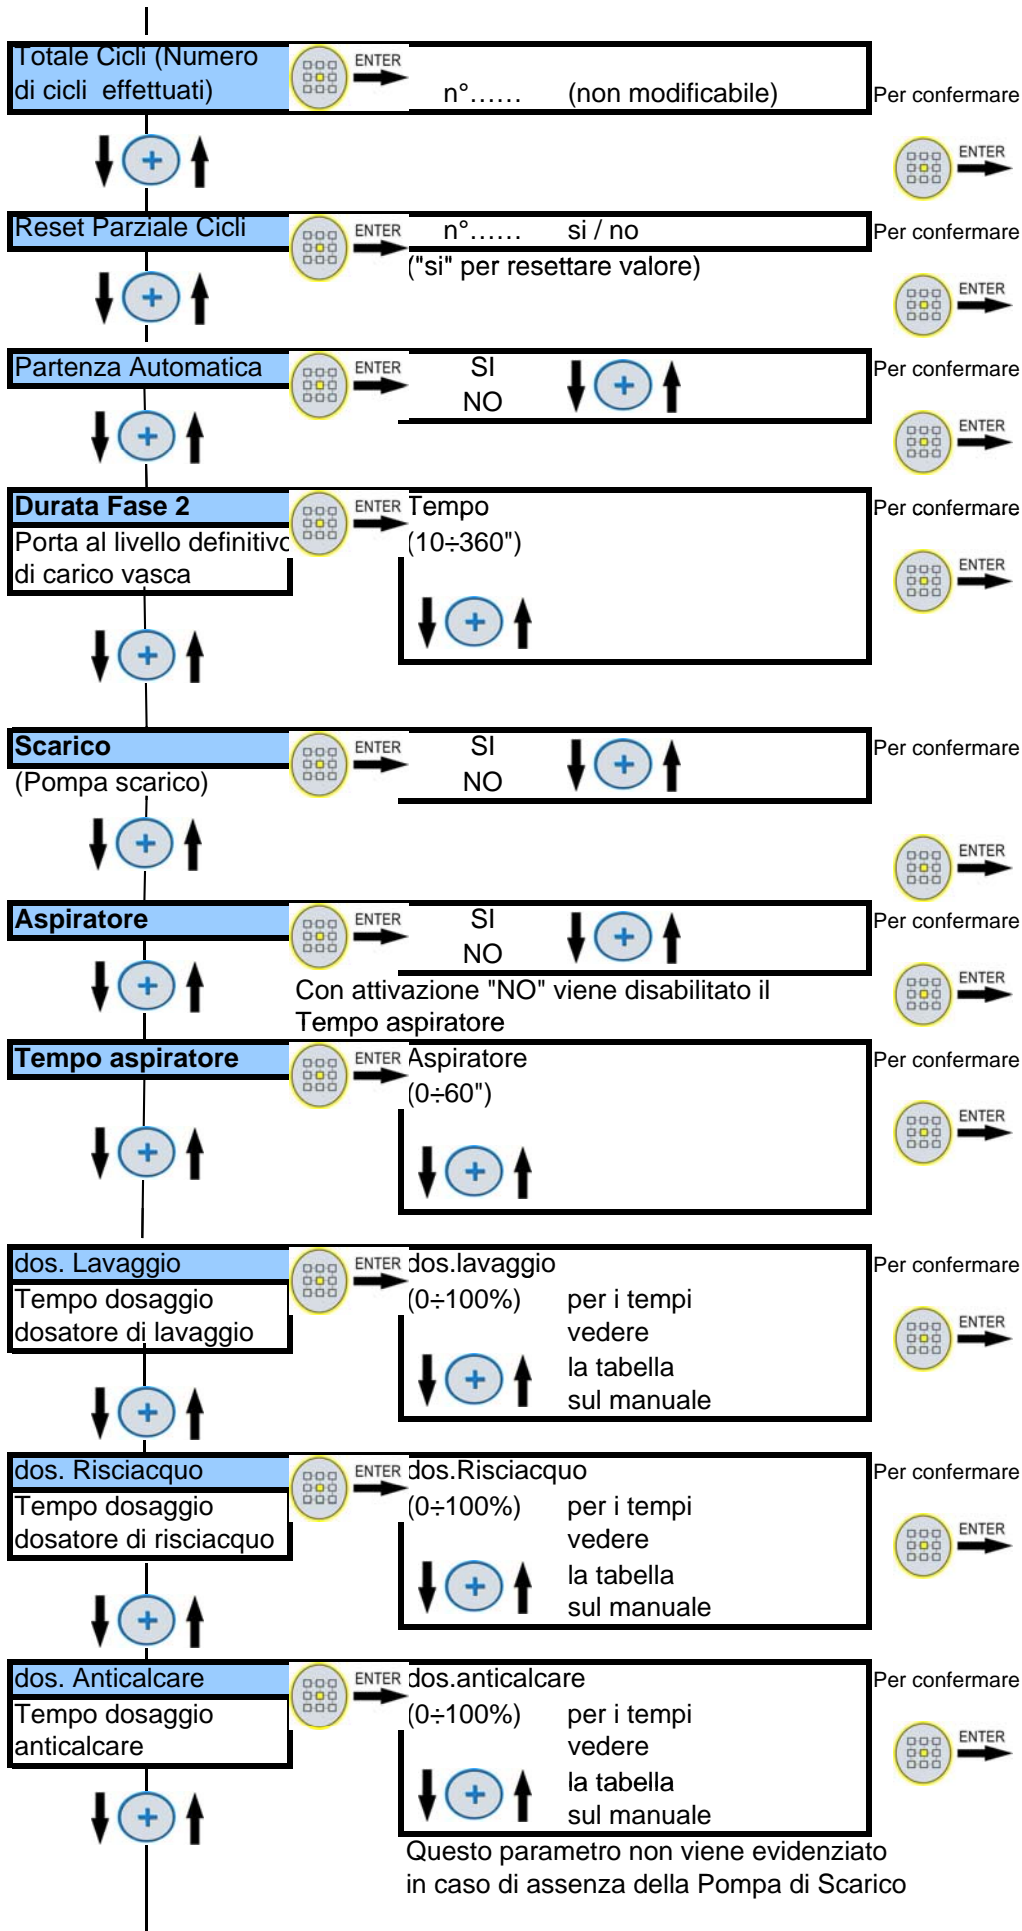 Totale Cicli (Numero
di cicli effettuati)
ENTER
n°...... (non modificabile)
Per confermare
ENTER
Reset Parziale Cicli
ENTER
n°...... si / no
("si" per resettare valore)
Per confermare
ENTER
Partenza Automatica
ENTER
SI
NO
Per confermare
ENTER
Durata Fase 2
Porta al livello definitivo
di carico vasca
ENTER
Tempo
(10÷360")
Per confermare
ENTER
Scarico
(Pompa scarico)
ENTER
SI
NO
Per confermare
ENTER
Aspiratore
ENTER
SI
NO
Con attivazione "NO" viene disabilitato il
Tempo aspiratore
Per confermare
ENTER
Tempo aspiratore
ENTER
Aspiratore
(0÷60")
Per confermare
ENTER
dos. Lavaggio
Tempo dosaggio
dosatore di lavaggio
ENTER
dos.lavaggio
(0÷100%) per i tempi
vedere
la tabella
sul manuale
Per confermare
ENTER
dos. Risciacquo
Tempo dosaggio
dosatore di risciacquo
ENTER
dos.Risciacquo
(0÷100%) per i tempi
vedere
la tabella
sul manuale
Per confermare
ENTER
dos. Anticalcare
Tempo dosaggio
anticalcare
ENTER
dos.anticalcare
(0÷100%) per i tempi
vedere
la tabella
sul manuale
Questo parametro non viene evidenziato
in caso di assenza della Pompa di Scarico
Per confermare
ENTER